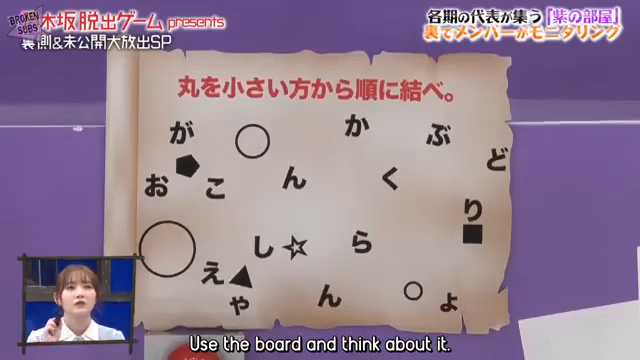 BROKEN SUBS
木坂脱出ゲーム presents
裏側&未公開大放出SP
各期の代表が集う「紫の部屋」
裏でメンバーがモニタリング
丸を小さい方から順に結べ。
が か ぶ
ど
お こ ん く
り
し ら
え
ゃ ん ょ
Use the board and think about it.